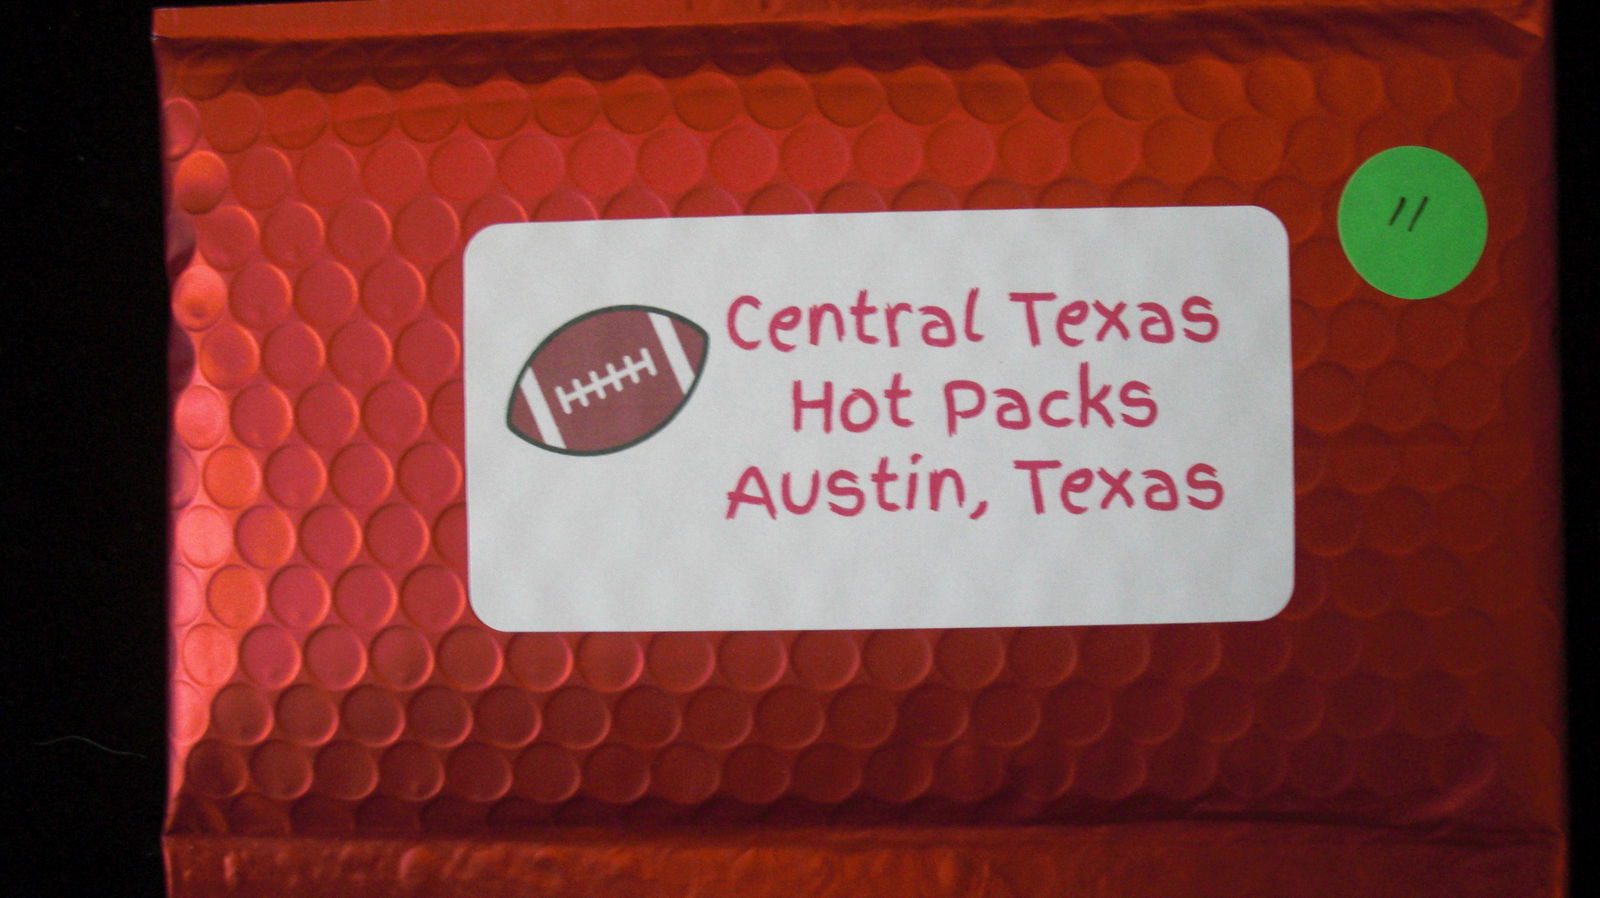 Central Texas
Hot Packs
Austin, Texas
11